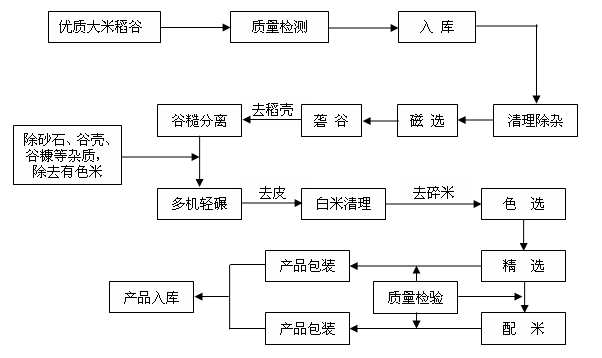 优质大米稻谷
质量检测
入 库
清理除杂
磁 选
砻 谷
去稻壳
谷糙分离
除砂石、谷壳、
谷糠等杂质,
除去有色米
多机轻碾
去皮
白米清理
去碎米
色 选
精 选
产品包装
产品入库
质量检验
配 米
产品包装